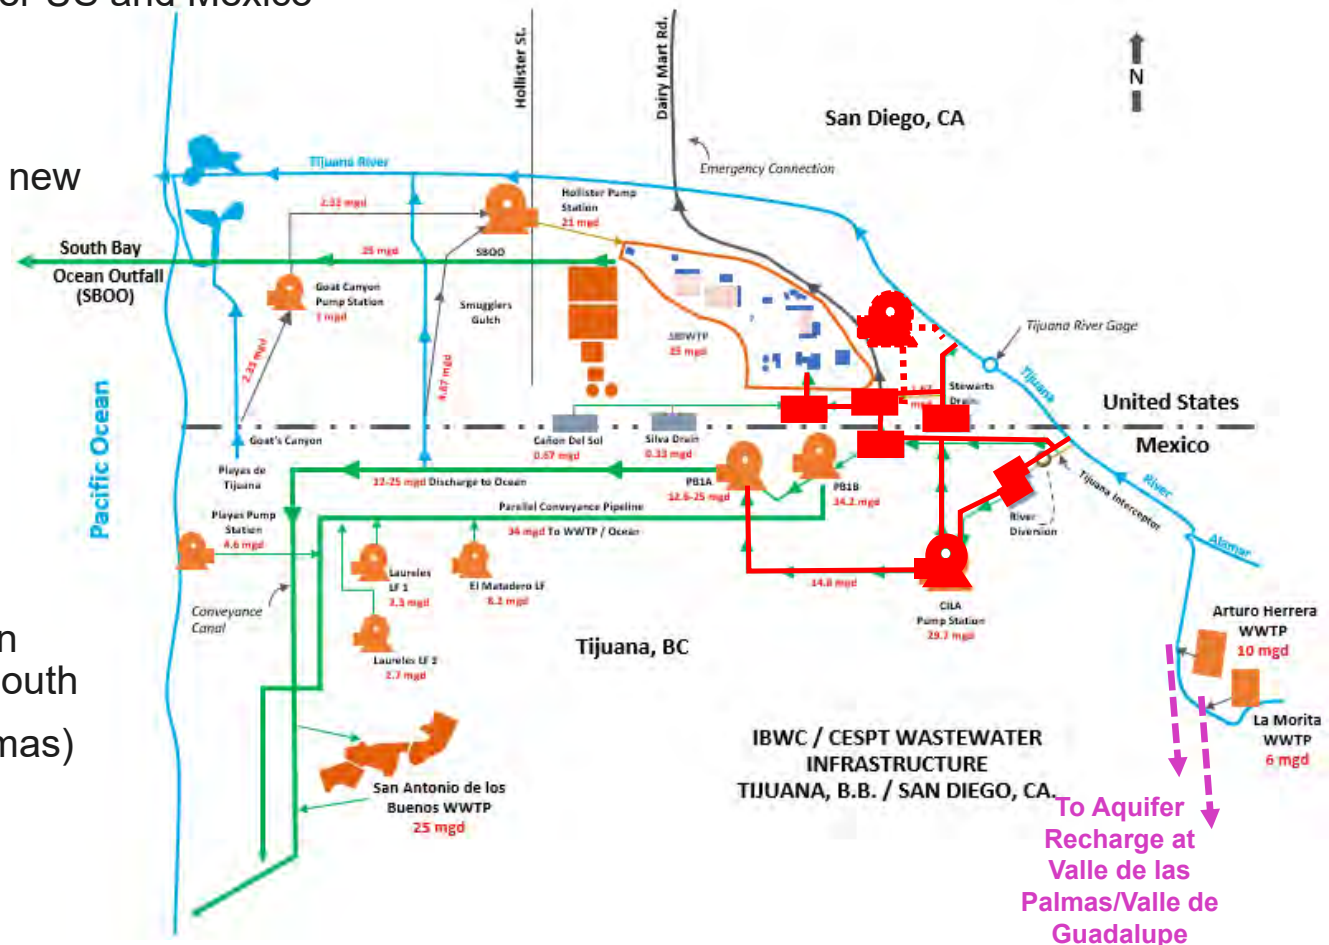 or US and Mexico
new
n
outh
mas)
N
Hollister St.
Dairy Mart Rd.
San Diego, CA
Emergency Connection
Tijuana River
2.33 mgd
Hollister Pump
Station
21 mgd
South Bay
Ocean Outfall
(SBOO)
25 mgd
SBOO
Goat Canyon
Pump Station
Smugglers
Gulch
SBIWTP
25 mgd
Tijuana River Gage
2.33 mgd
4.67 mgd
Stewarts
Drain
Tijuana
United States
Mexico
Pacific Ocean
Goat's Canyon
Cañon Del Sol
0.67 mgd
Silva Drain
0.33 mgd
Playas de
Tijuana
PB1A
12.6-25 mgd
PB1B
34.2 mgd
12-25 mgd Discharge to Ocean
Parallel Conveyance Pipeline
34 mgd To WWTP / Ocean
River
Diversion
Tijuana Interceptor
River
Alamar
Playas Pump
Station
4.6 mgd
Laureles
LF 1
El Matadero LF
14.8 mgd
CILA
Pump Station
29.7 mgd
Conveyance
Canal
Laureles LF 2
2.7 mgd
Tijuana, BC
Arturo Herrera
WWTP
10 mgd
La Morita
WWTP
6 mgd
San Antonio de los
Buenos WWTP
25 mgd
IBWC / CESPT WASTEWATER
INFRASTRUCTURE
TIJUANA, B.B. / SAN DIEGO, CA.
To Aquifer
Recharge at
Valle de las
Palmas/Valle de
Guadalupe